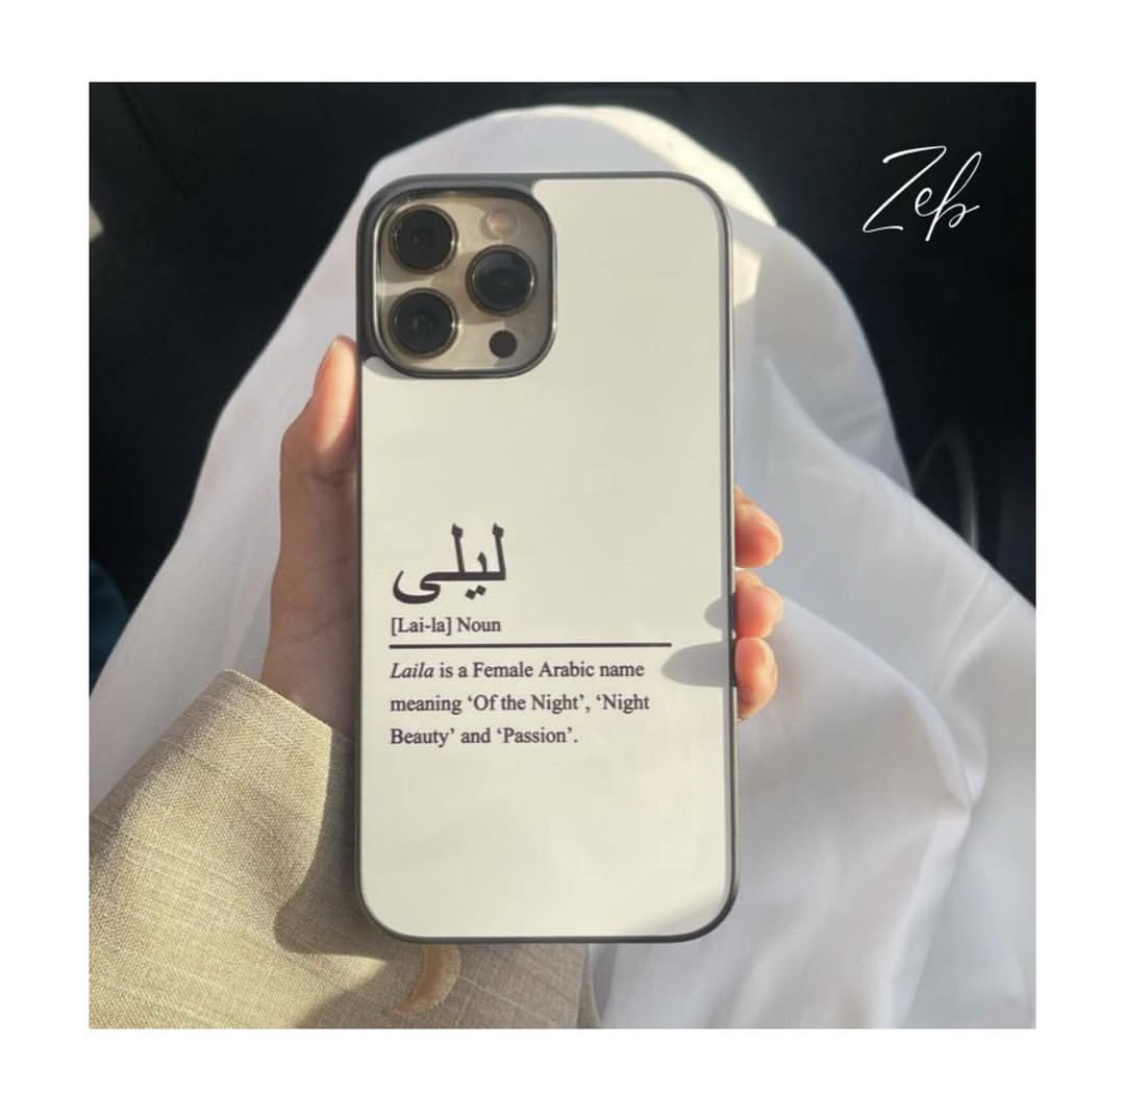 Zeb
ليلى
[Lai-la] Noun
Laila is a Female Arabic name
meaning ‘Of the Night’, ‘Night
Beauty’ and ‘Passion’.